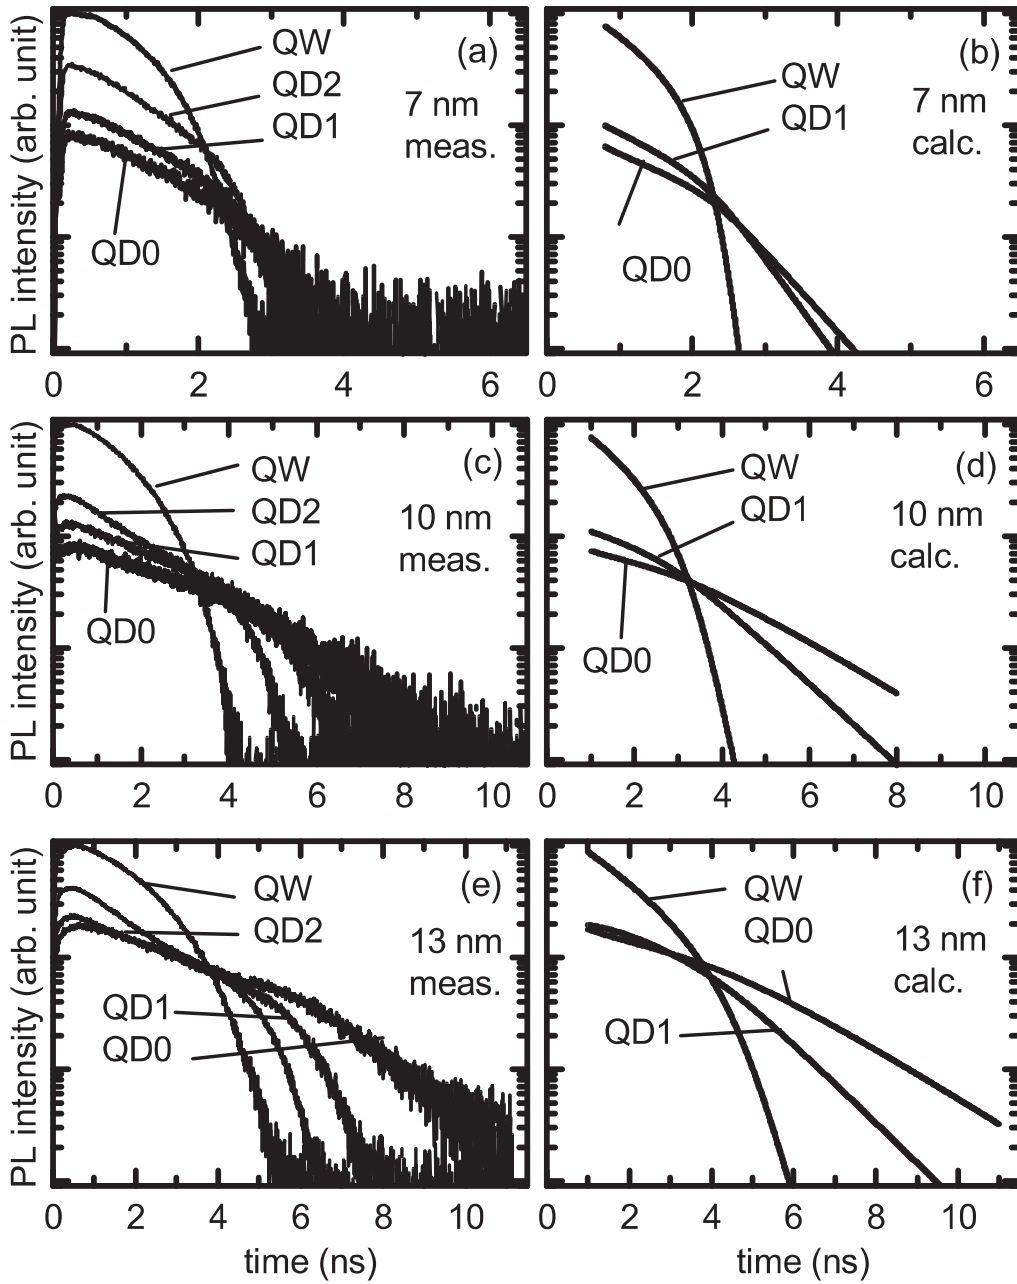 PL intensity (arb. unit)
QW
QD2
QD1
QD0
(a)
7 nm
meas.
0 2 4 6
QW
QD1
QD0
(b)
7 nm
calc.
0 2 4 6
PL intensity (arb. unit)
QW
QD2
QD1
QD0
(c)
10 nm
meas.
0 2 4 6 8 10
QW
QD1
QD0
(d)
10 nm
calc.
0 2 4 6 8 10
PL intensity (arb. unit)
QW
QD2
QD1
QD0
(e)
13 nm
meas.
0 2 4 6 8 10
time (ns)
QW
QD0
QD1
(f)
13 nm
calc.
0 2 4 6 8 10
time (ns)